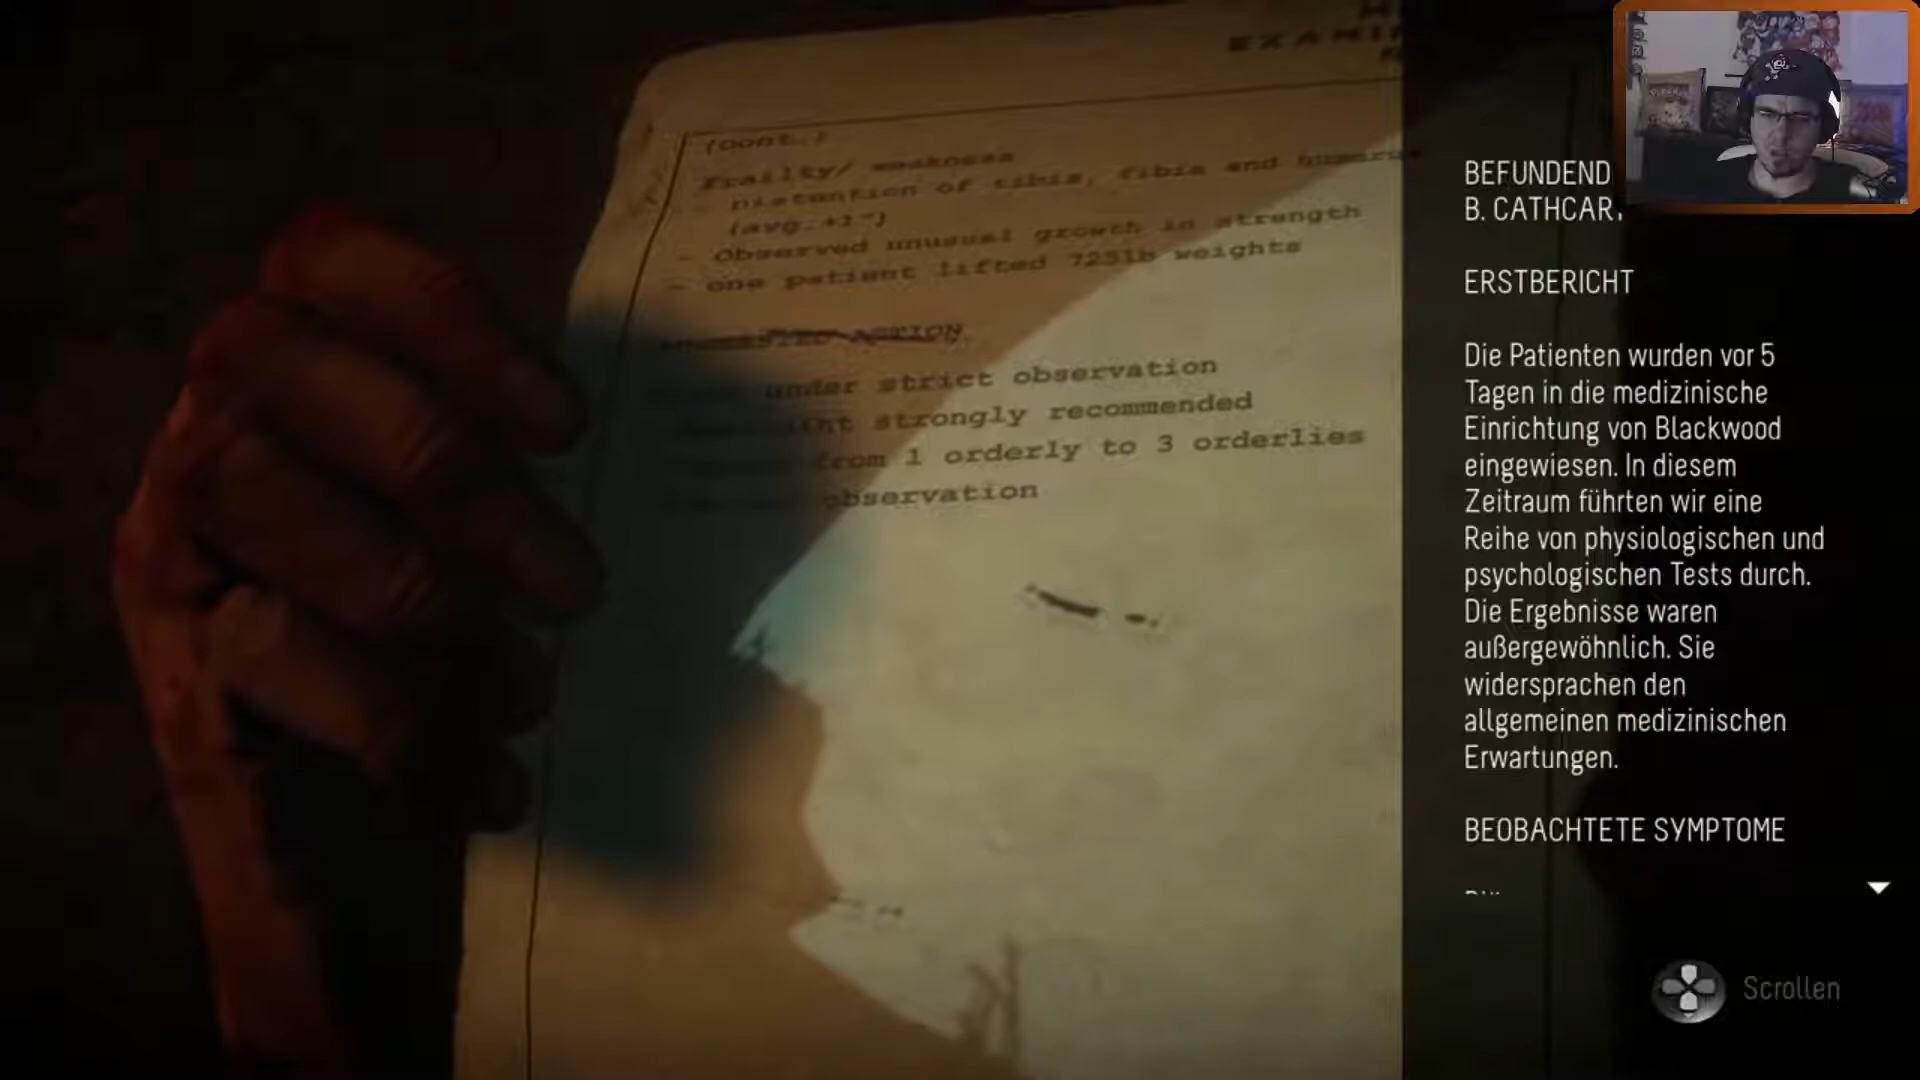 EXAMI
(cont.)
Frailty/ weakness
- Distention of tibia, fibia and humerus
(avg. +1")
- Observed unusual growth in strength
- one patient lifted 725lb weights
ACTION
under strict observation
strongly recommended
from 1 orderly to 3 orderlies
observation
BEFUNDEND
B. CATHCAR
ERSTBERICHT
Die Patienten wurden vor 5
Tagen in die medizinische
Einrichtung von Blackwood
eingewiesen. In diesem
Zeitraum führten wir eine
Reihe von physiologischen und
psychologischen Tests durch.
Die Ergebnisse waren
außergewöhnlich. Sie
widersprachen den
allgemeinen medizinischen
Erwartungen.
BEOBACHTETE SYMPTOME
Scrollen